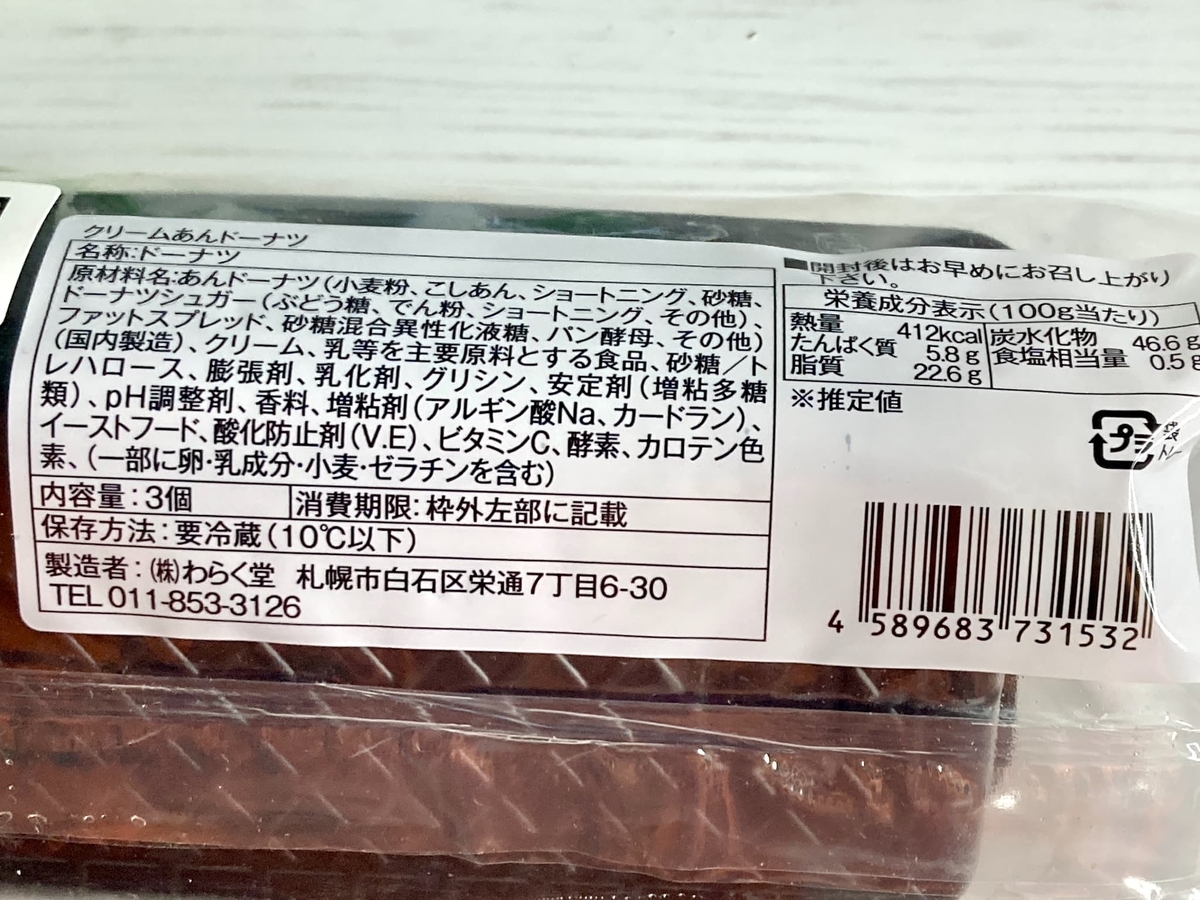 クリームあんドーナツ
名称:ドーナツ
原材料名:あんドーナツ(小麦粉、こしあん、ショートニング、砂糖、
ドーナツシュガー(ぶどう糖、でん粉、ショートニング、その他)、
ファットスプレッド、砂糖混合異性化液糖、パン酵母、その他)
(国内製造)、クリーム、乳等を主要原料とする食品、砂糖/ト
レハロース、膨張剤、乳化剤、グリシン、安定剤(増粘多糖
類)、pH調整剤、香料、増粘剤(アルギン酸Na、カードラン)、
イーストフード、酸化防止剤(V.E)、ビタミンC、酵素、カロテン色
素、(一部に卵・乳成分・小麦・ゼラチンを含む)
内容量:3個 消費期限:枠外左部に記載
保存方法:要冷蔵(10℃以下)
製造者:(株)わらく堂 札幌市白石区栄通7丁目6-30
TEL 011-853-3126
■開封後はお早めにお召し上がり
下さい。
栄養成分表示(100g当たり)
熱量 412kcal 炭水化物 46.6g
たんぱく質 5.8g 食塩相当量 0.5g
脂質 22.6g
※推定値
プラ
4 589683 731532